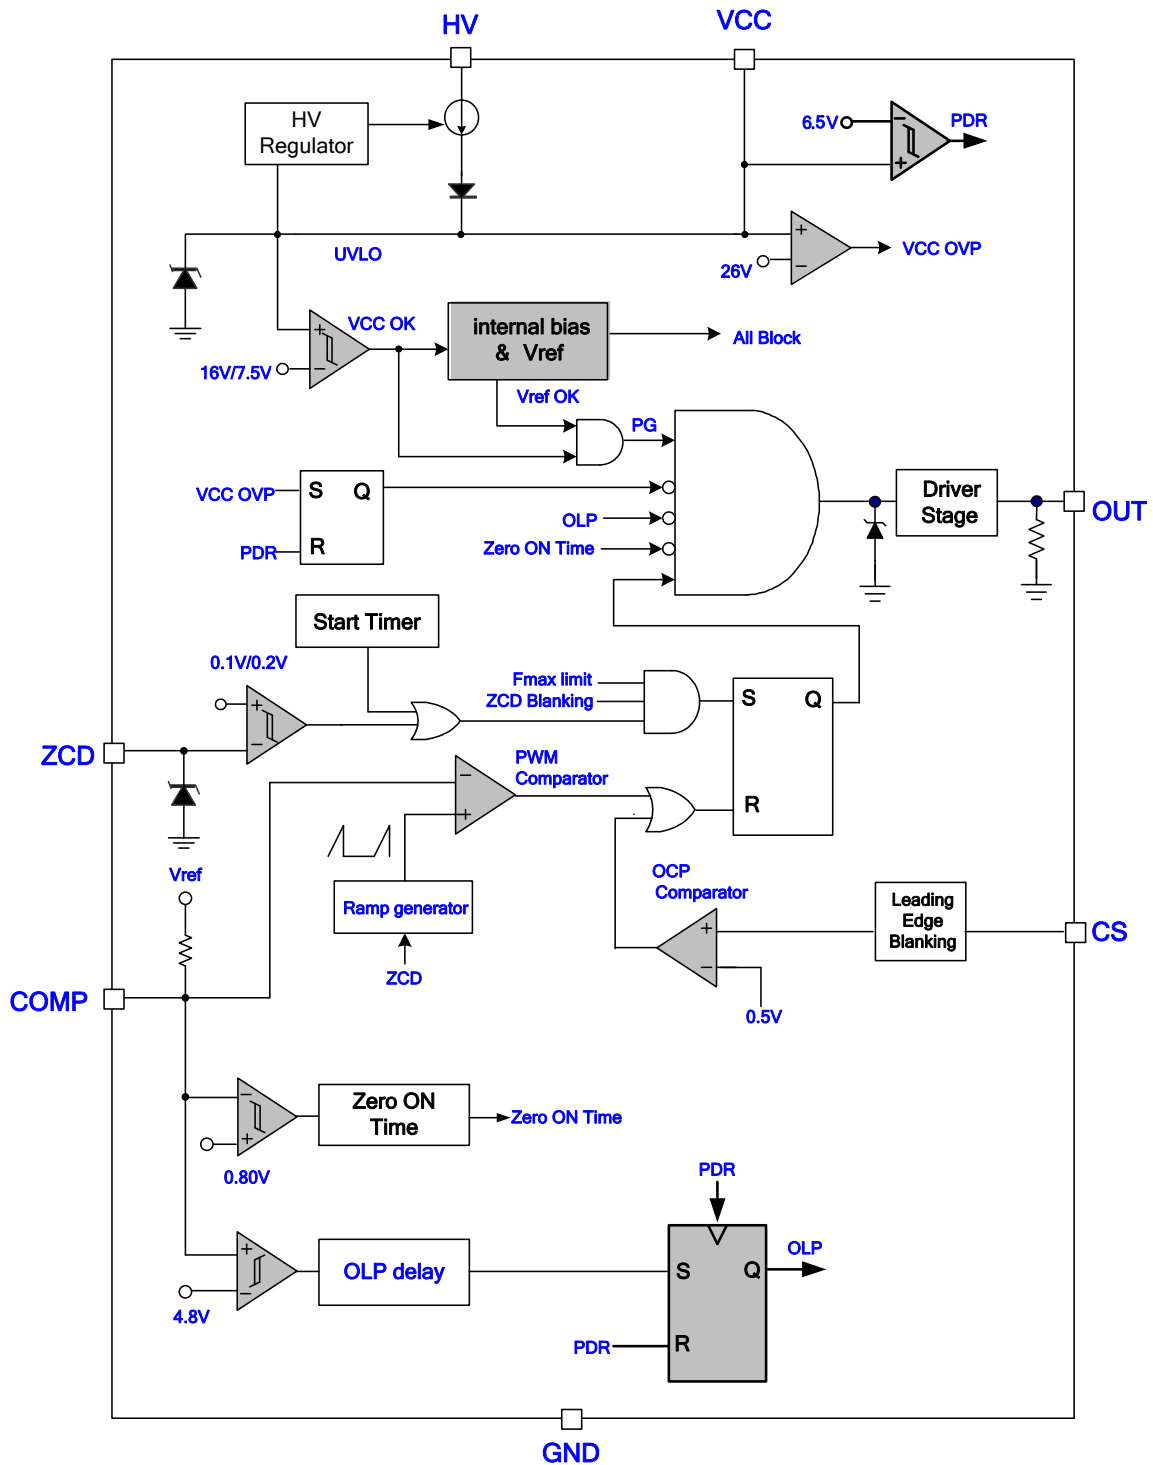 HV
VCC
HV
Regulator
6.5V
−
+
PDR
UVLO
+
−
26V
VCC OVP
+
−
VCC OK
16V/7.5V
internal bias
& Vref
All Block
Vref OK
PG
VCC OVP
S
Q
PDR
R
OLP
Zero ON Time
Driver
Stage
OUT
Start Timer
0.1V/0.2V
+
−
ZCD
Fmax limit
ZCD Blanking
S
Q
R
−
+
PWM
Comparator
Vref
Ramp generator
ZCD
OCP
Comparator
+
−
0.5V
Leading
Edge
Blanking
CS
COMP
−
+
0.80V
Zero ON
Time
Zero ON Time
+
−
4.8V
OLP delay
PDR
S
Q
OLP
PDR
R
GND